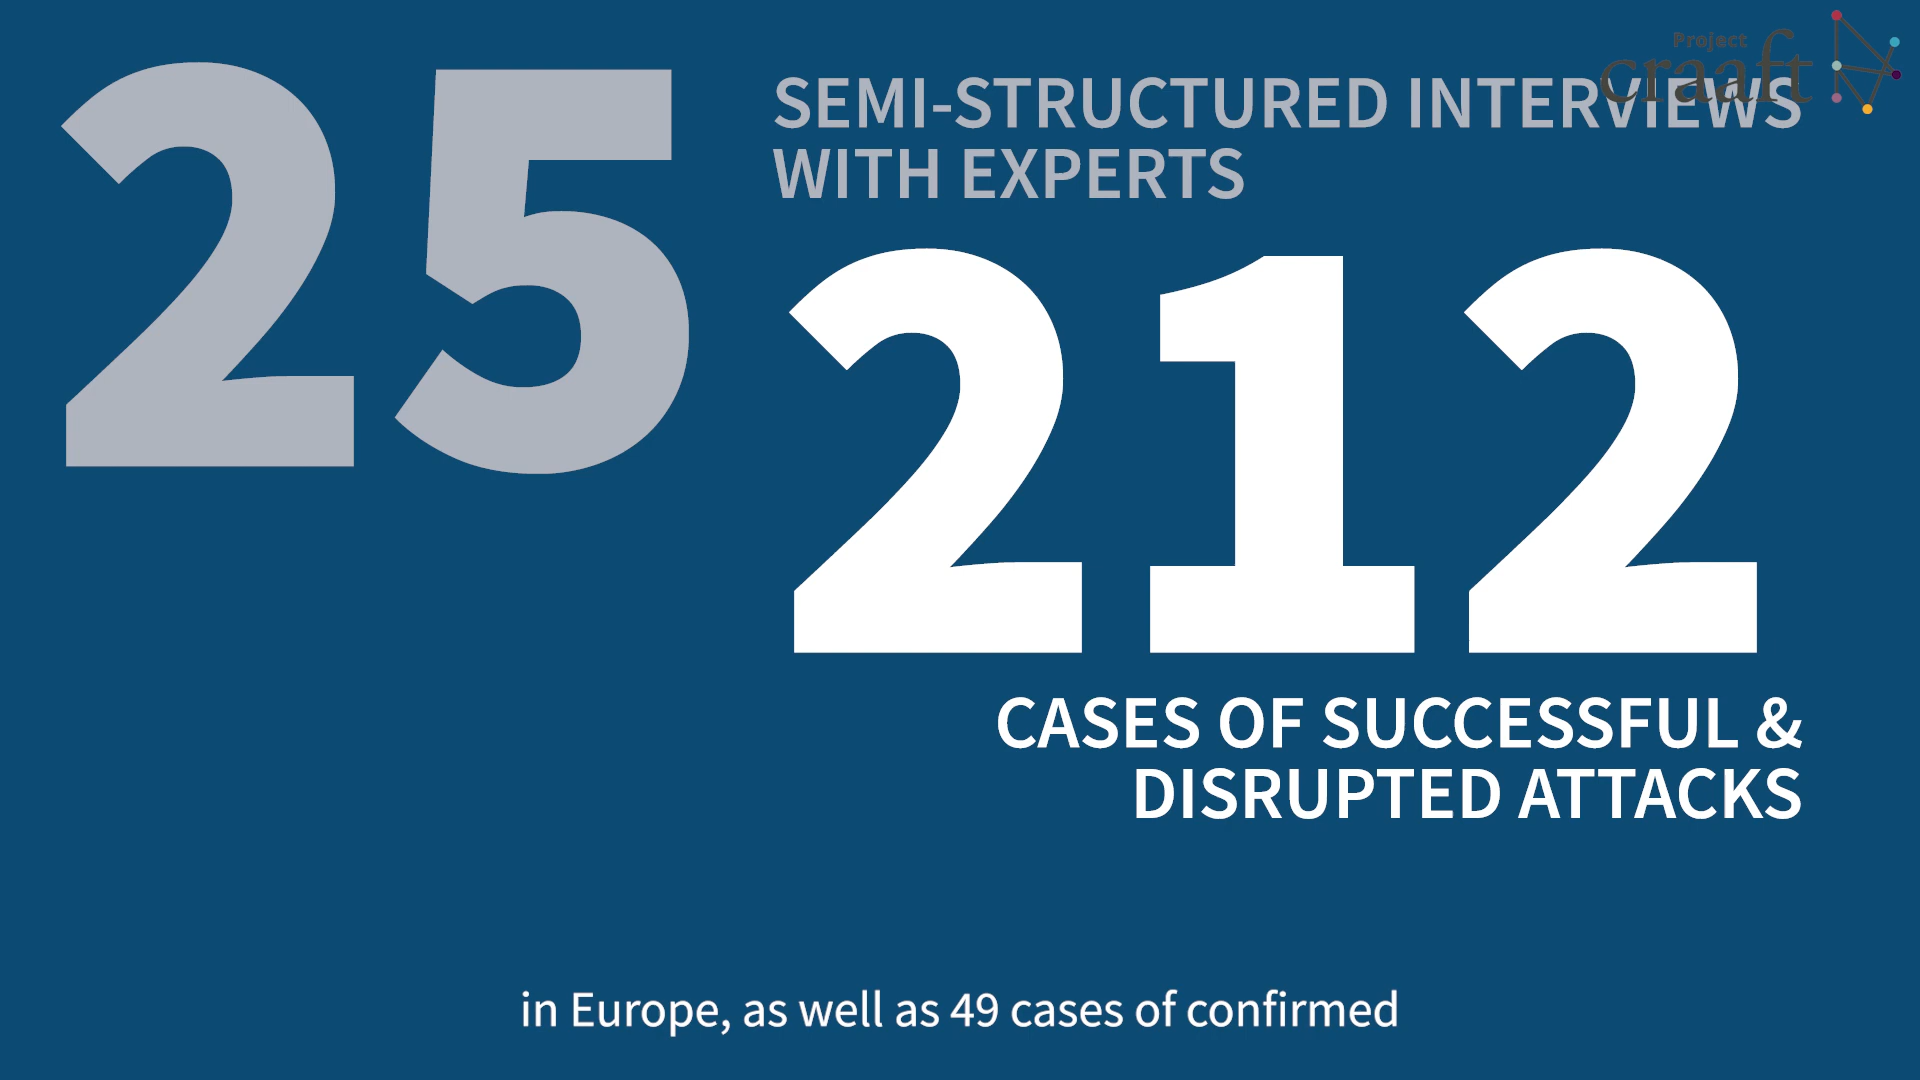 25
SEMI-STRUCTURED INTERVIEWS
WITH EXPERTS
Project
craaft
212
CASES OF SUCCESSFUL &
DISRUPTED ATTACKS
in Europe, as well as 49 cases of confirmed